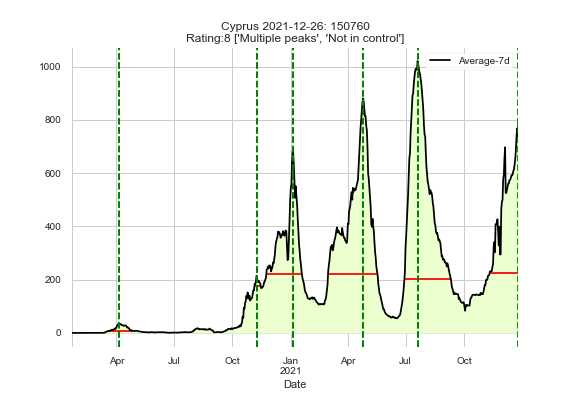 Cyprus 2021-12-26: 150760
Rating:8 ['Multiple peaks', 'Not in control']
Average-7d
1000
800
600
400
200
0
Apr Jul Oct Jan Apr Jul Oct
2021
Date